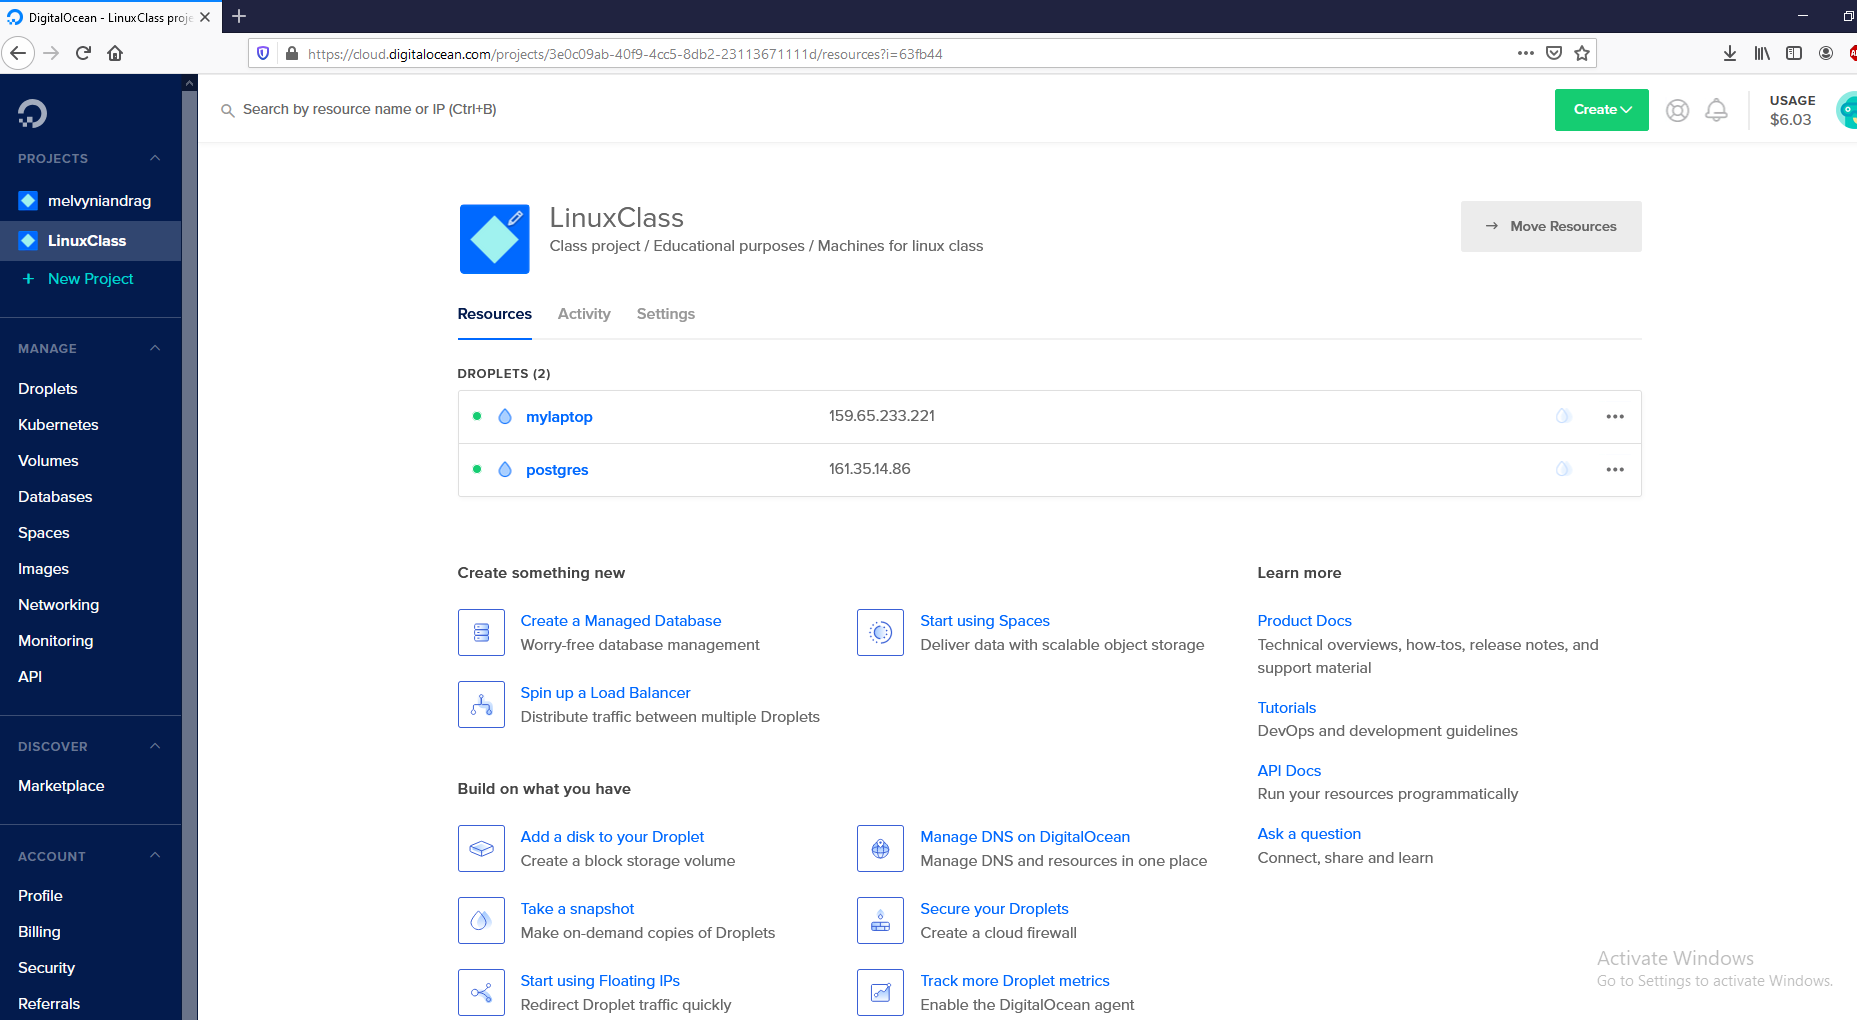 DigitalOcean - LinuxClass proje
https://cloud.digitalocean.com/projects/3e0c09ab-40f9-4cc5-8db2-23113671111d/resources?i=63fb44
Search by resource name or IP (Ctrl+B)
Create
USAGE
$6.03
PROJECTS
melvyniandrag
LinuxClass
New Project
MANAGE
Droplets
Kubernetes
Volumes
Databases
Spaces
Images
Networking
Monitoring
API
DISCOVER
Marketplace
ACCOUNT
Profile
Billing
Security
Referrals
LinuxClass
Class project / Educational purposes / Machines for linux class
Move Resources
Resources Activity Settings
DROPLETS (2)
mylaptop 159.65.233.221
postgres 161.35.14.86
Create something new
Create a Managed Database
Worry-free database management
Start using Spaces
Deliver data with scalable object storage
Spin up a Load Balancer
Distribute traffic between multiple Droplets
Build on what you have
Add a disk to your Droplet
Create a block storage volume
Manage DNS on DigitalOcean
Manage DNS and resources in one place
Take a snapshot
Make on-demand copies of Droplets
Secure your Droplets
Create a cloud firewall
Start using Floating IPs
Redirect Droplet traffic quickly
Track more Droplet metrics
Enable the DigitalOcean agent
Learn more
Product Docs
Technical overviews, how-tos, release notes, and
support material
Tutorials
DevOps and development guidelines
API Docs
Run your resources programmatically
Ask a question
Connect, share and learn
Activate Windows
Go to Settings to activate Windows.